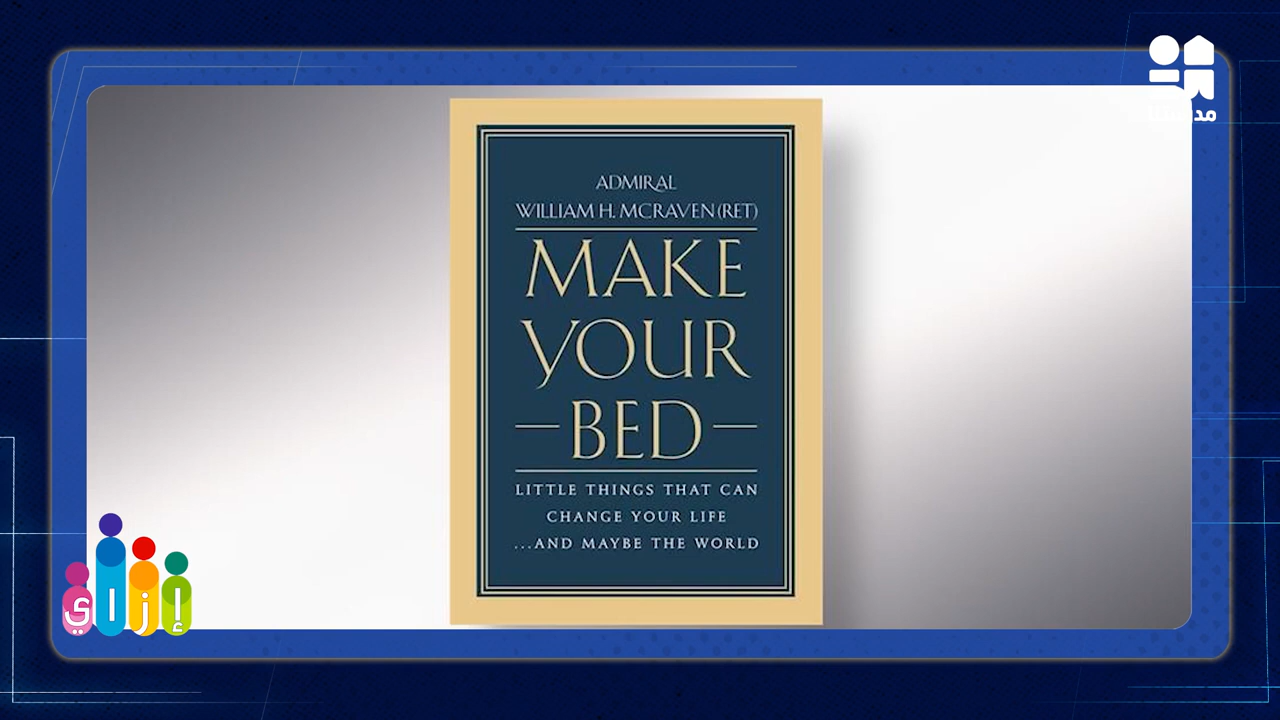 ADMIRAL
WILLIAM H. MCRAVEN (RET)
MAKE
YOUR
BED
LITTLE THINGS THAT CAN
CHANGE YOUR LIFE
...AND MAYBE THE WORLD
إزاي